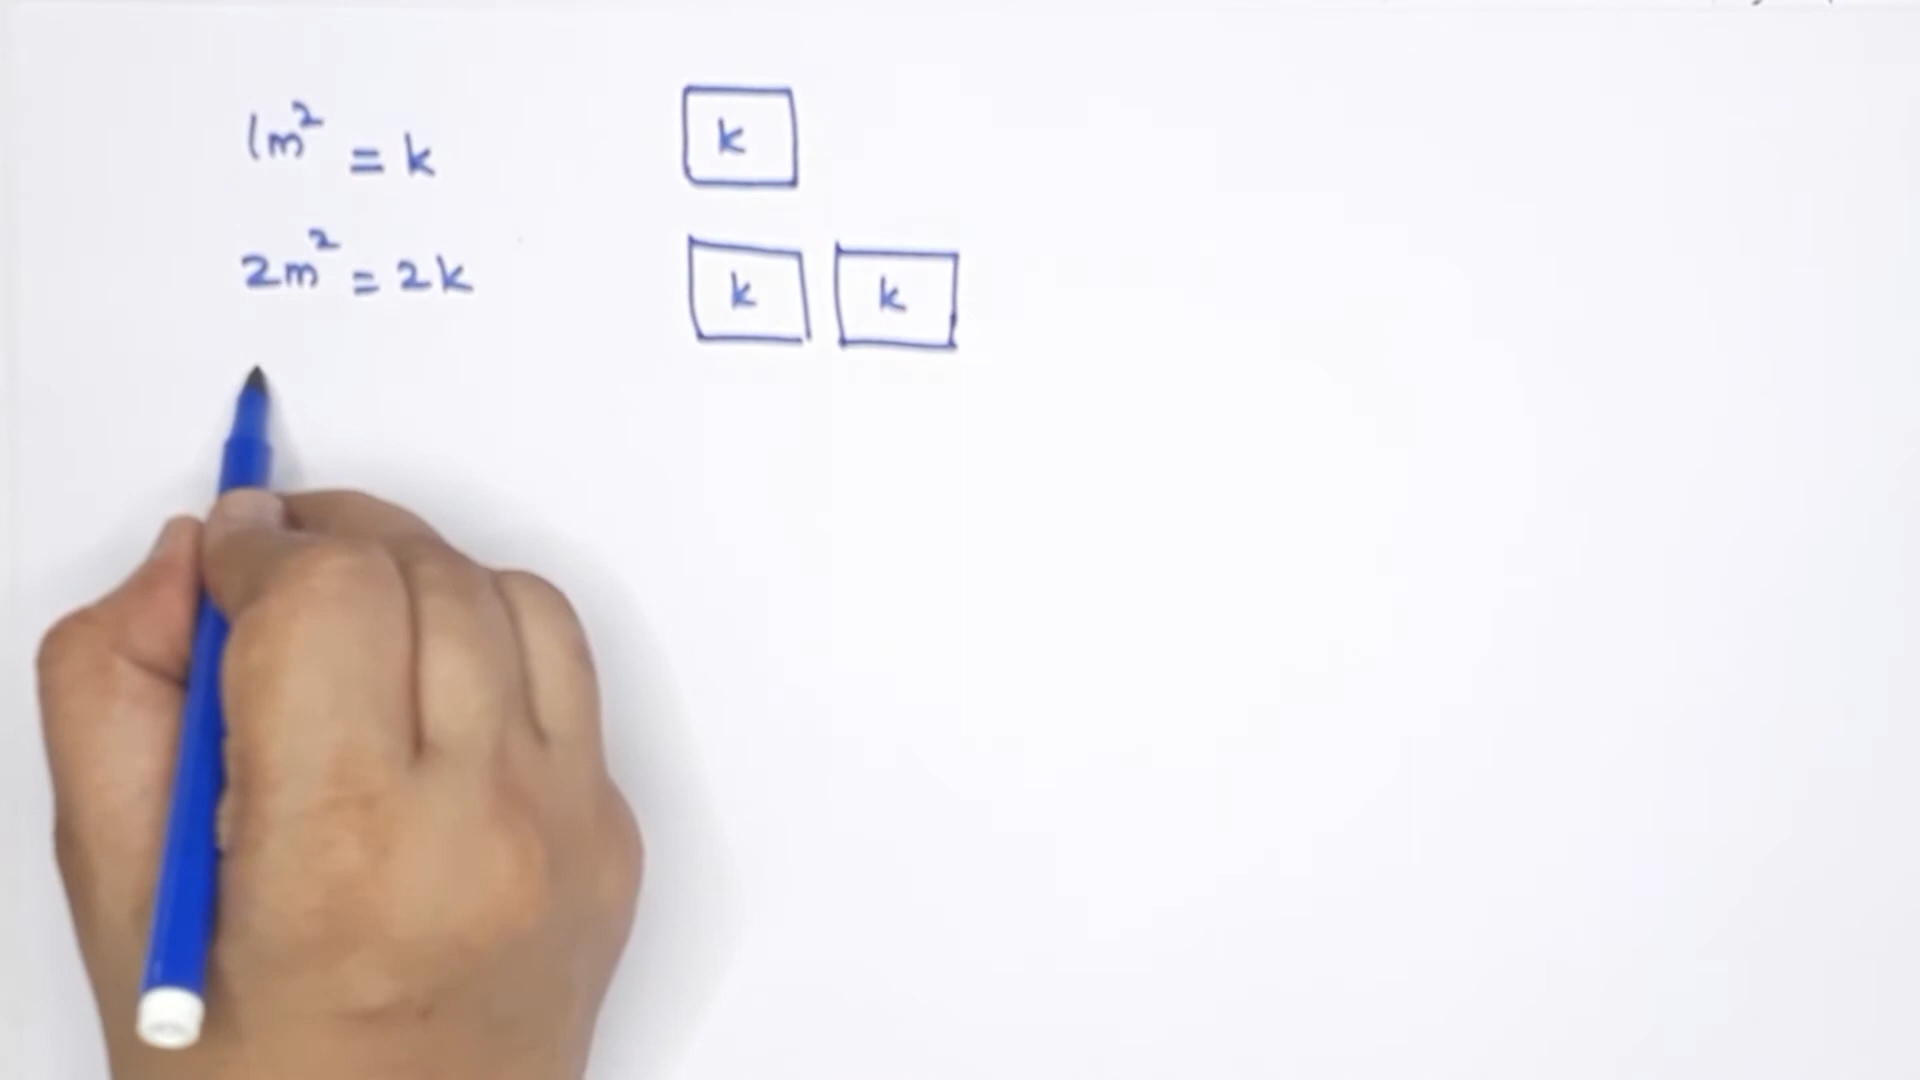 1m² = k
k
2m² = 2k
k k